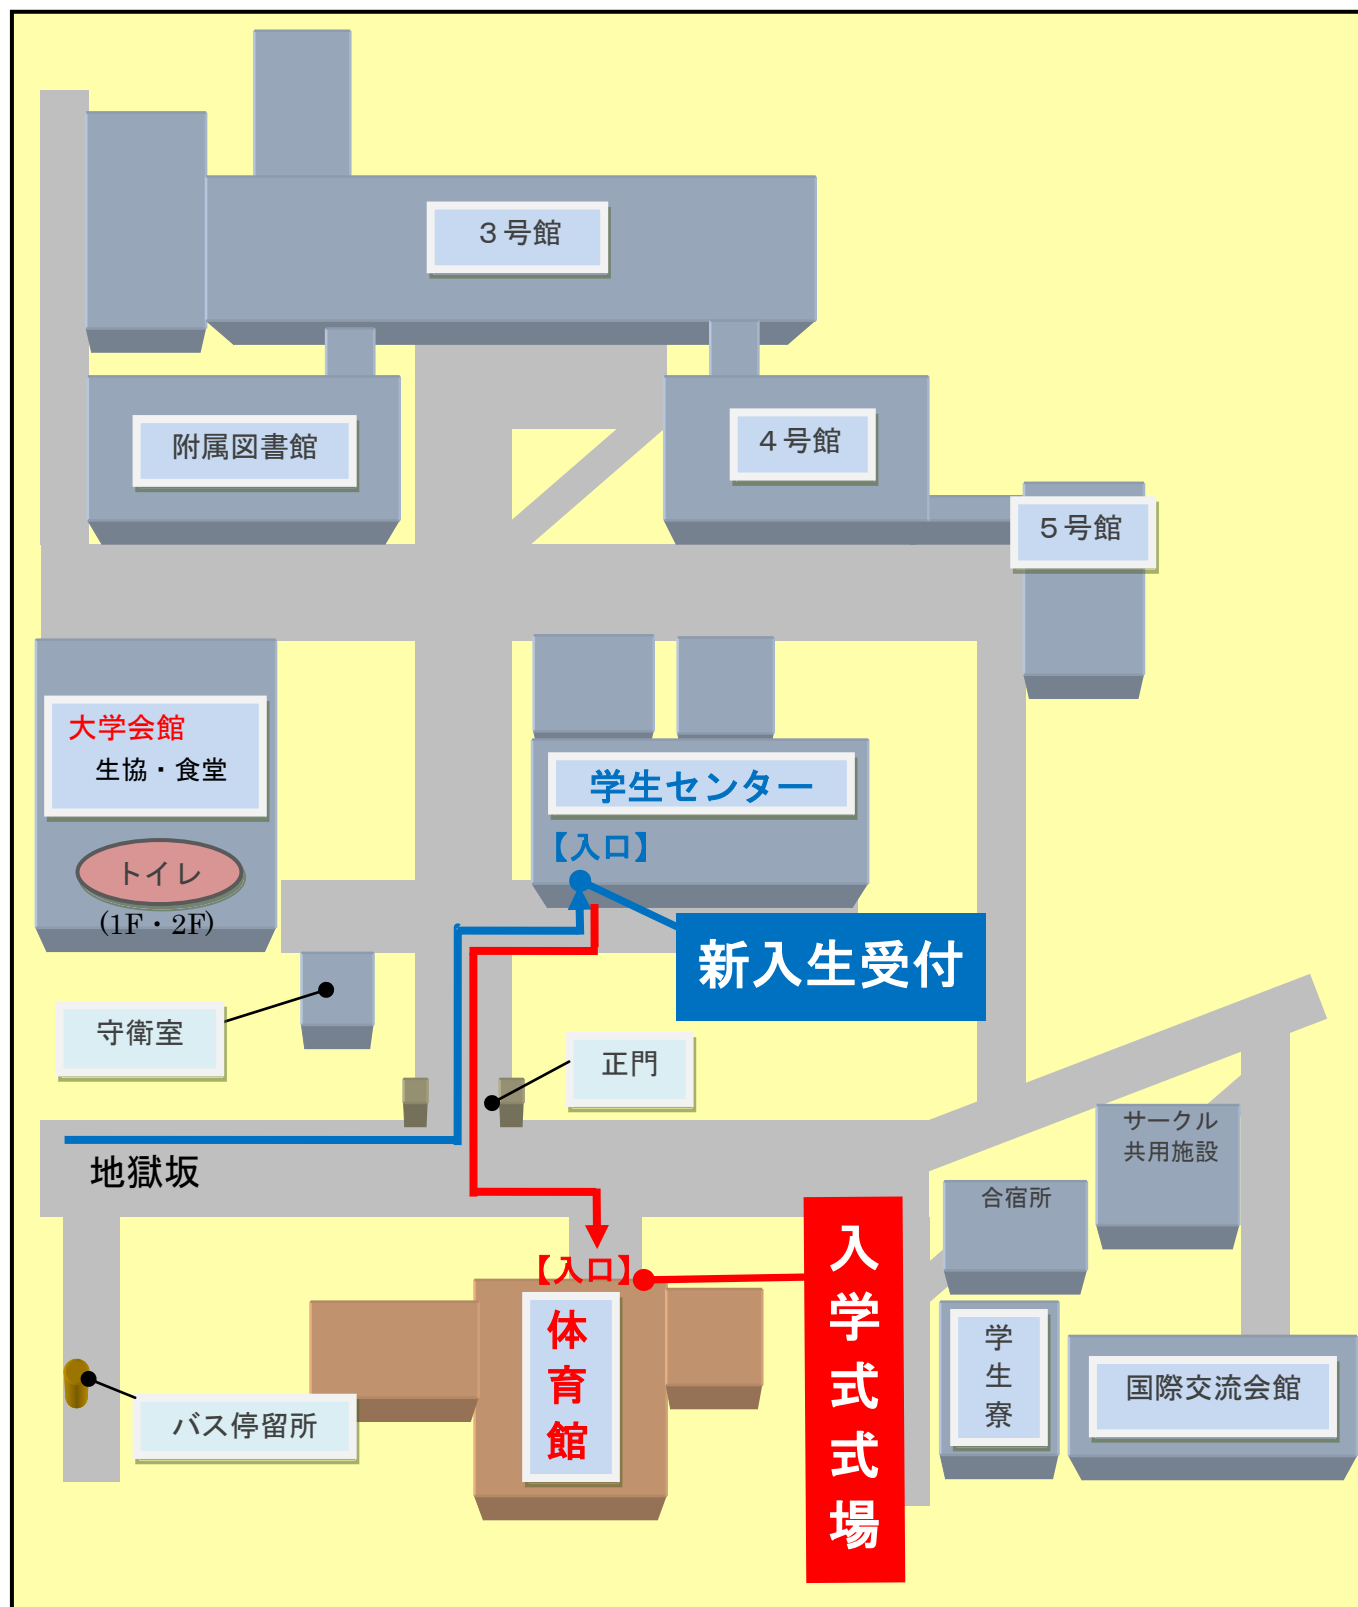 ３号館
附属図書館
４号館
５号館
大学会館
生協・食堂
トイレ
(1F・2F)
学生センター
【入口】
新入生受付
守衛室
正門
地獄坂
サークル
共用施設
合宿所
【入口】
体育館
入学式式場
学生寮
国際交流会館
バス停留所